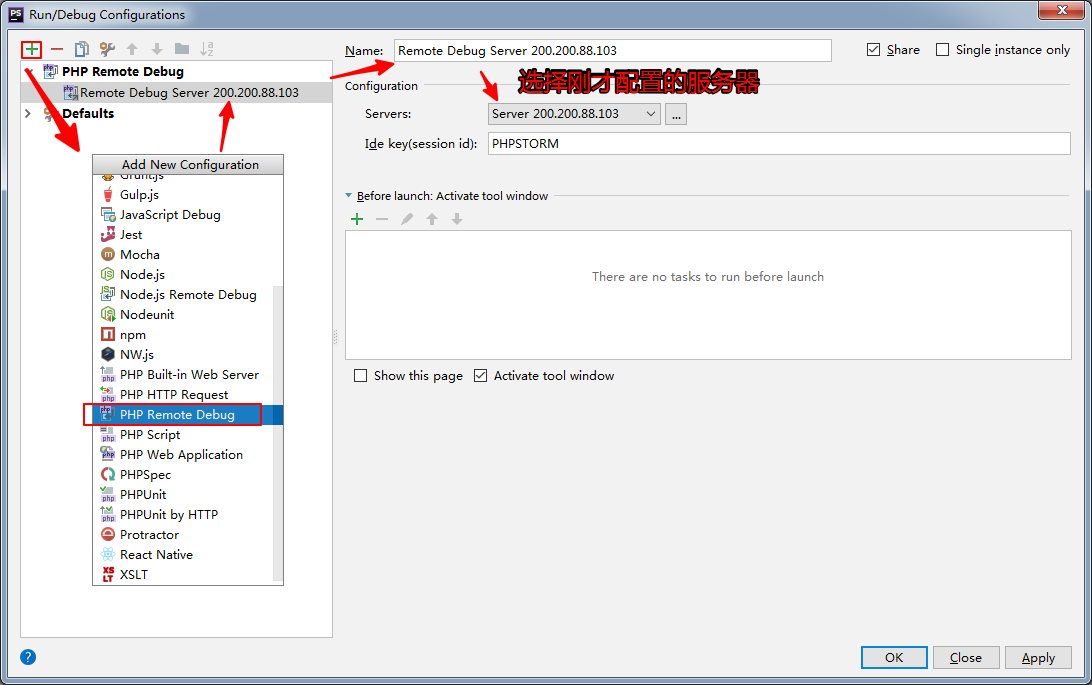 Run/Debug Configurations
Name: Remote Debug Server 200.200.88.103
Share
Single instance only
PHP Remote Debug
Remote Debug Server 200.200.88.103
Defaults
选择刚才配置的服务器
Configuration
Servers: Server 200.200.88.103 ...
Ide key(session id): PHPSTORM
Before launch: Activate tool window
There are no tasks to run before launch
Show this page
Activate tool window
Add New Configuration
Grunt.js
Gulp.js
JavaScript Debug
Jest
Mocha
Node.js
Node.js Remote Debug
Nodeunit
npm
NW.js
PHP Built-in Web Server
PHP HTTP Request
PHP Remote Debug
PHP Script
PHP Web Application
PHPSpec
PHPUnit
PHPUnit by HTTP
Protractor
React Native
XSLT
OK
Close
Apply